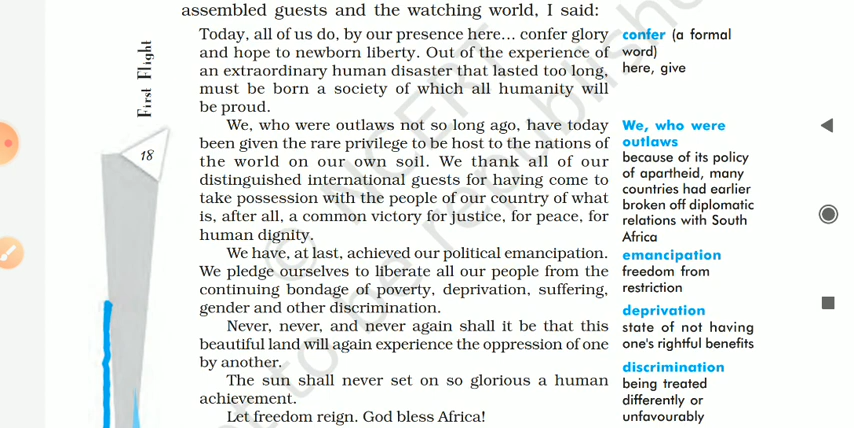 assembled guests and the watching world, I said:
Today, all of us do, by our presence here... confer glory
and hope to newborn liberty. Out of the experience of
an extraordinary human disaster that lasted too long,
must be born a society of which all humanity will
be proud.
We, who were outlaws not so long ago, have today
been given the rare privilege to be host to the nations of
the world on our own soil. We thank all of our
distinguished international guests for having come to
take possession with the people of our country of what
is, after all, a common victory for justice, for peace, for
human dignity.
We have, at last, achieved our political emancipation.
We pledge ourselves to liberate all our people from the
continuing bondage of poverty, deprivation, suffering,
gender and other discrimination.
Never, never, and never again shall it be that this
beautiful land will again experience the oppression of one
by another.
The sun shall never set on so glorious a human
achievement.
Let freedom reign. God bless Africa!
confer (a formal
word)
here, give
We, who were
outlaws
because of its policy
of apartheid, many
countries had earlier
broken off diplomatic
relations with South
Africa
emancipation
freedom from
restriction
deprivation
state of not having
one's rightful benefits
discrimination
being treated
differently or
unfavourably
First Flight
18
© NCERT
not to be republished